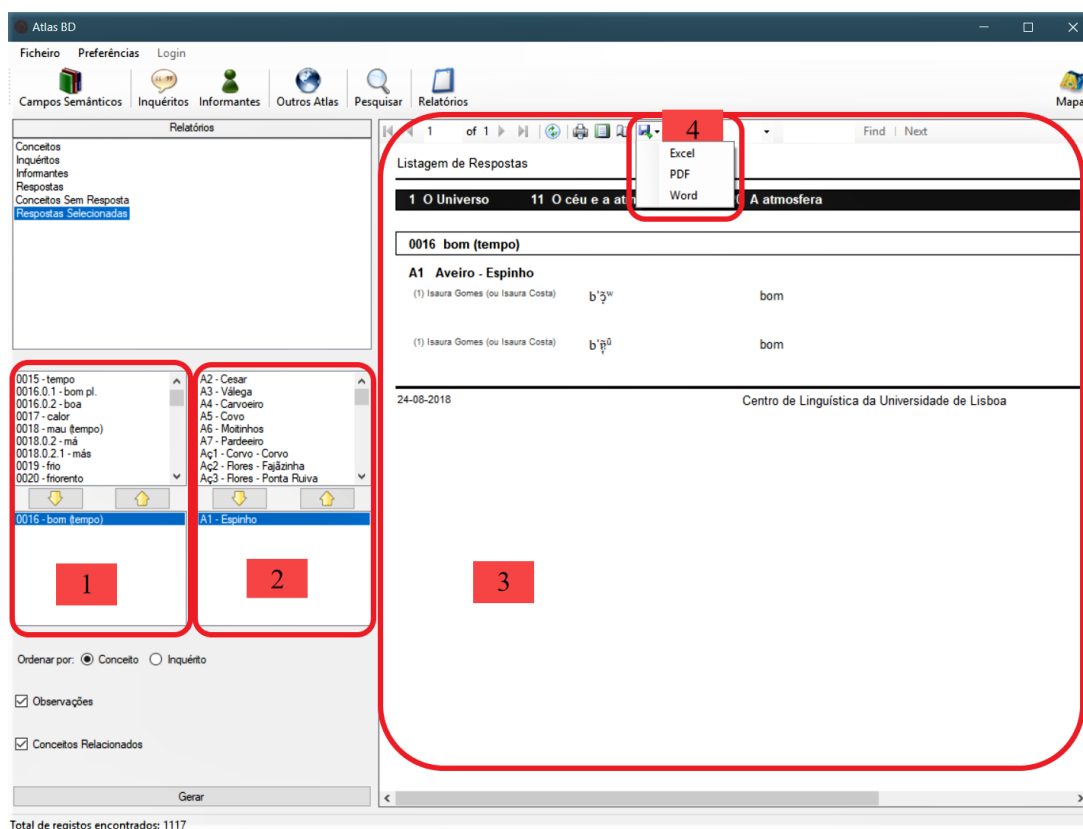 Atlas BD
Ficheiro Preferências Login
Campos Semânticos Inquéritos Informantes Outros Atlas Pesquisar Relatórios Mapa
Relatórios
Conceitos
Inquéritos
Informantes
Respostas
Conceitos Sem Resposta
Respostas Selecionadas
0015 - tempo
0016.0.1 - bom pl.
0016.0.2 - boa
0017 - calor
0018 - mau (tempo)
0018.0.2 - má
0018.0.2.1 - más
0019 - frio
0020 - friorento
0016 - bom (tempo)
1
A2 - Cesar
A3 - Válega
A4 - Carvoeiro
A5 - Covo
A6 - Moitinhos
A7 - Pardeeiro
Aç1 - Corvo - Corvo
Aç2 - Flores - Fajãzinha
Aç3 - Flores - Ponta Ruiva
A1 - Espinho
2
Ordenar por: Conceito Inquérito
Observações
Conceitos Relacionados
Gerar
Total de registos encontrados: 1117
1 of 1 4 Find | Next
Excel
PDF
Word
Listagem de Respostas
1 O Universo 11 O céu e a atm A atmosfera
0016 bom (tempo)
A1 Aveiro - Espinho
(1) Isaura Gomes (ou Isaura Costa) bom
(1) Isaura Gomes (ou Isaura Costa) bom
24-08-2018 Centro de Linguística da Universidade de Lisboa
3